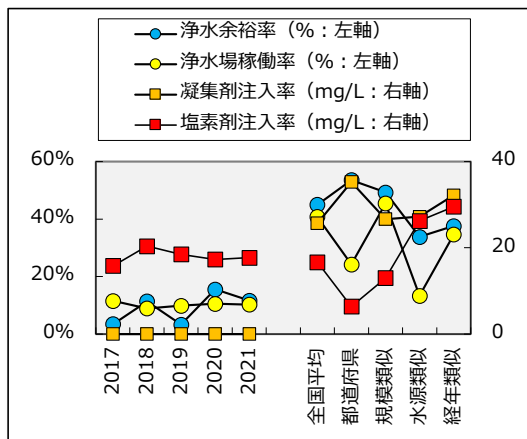 浄水余裕率（%：左軸）
浄水場稼働率（%：左軸）
凝集剤注入率（mg/L：右軸）
塩素剤注入率（mg/L：右軸）
60%
40%
20%
0%
40
20
0
2017
2018
2019
2020
2021
全国平均
都道府県
規模類似
水源類似
経年類似